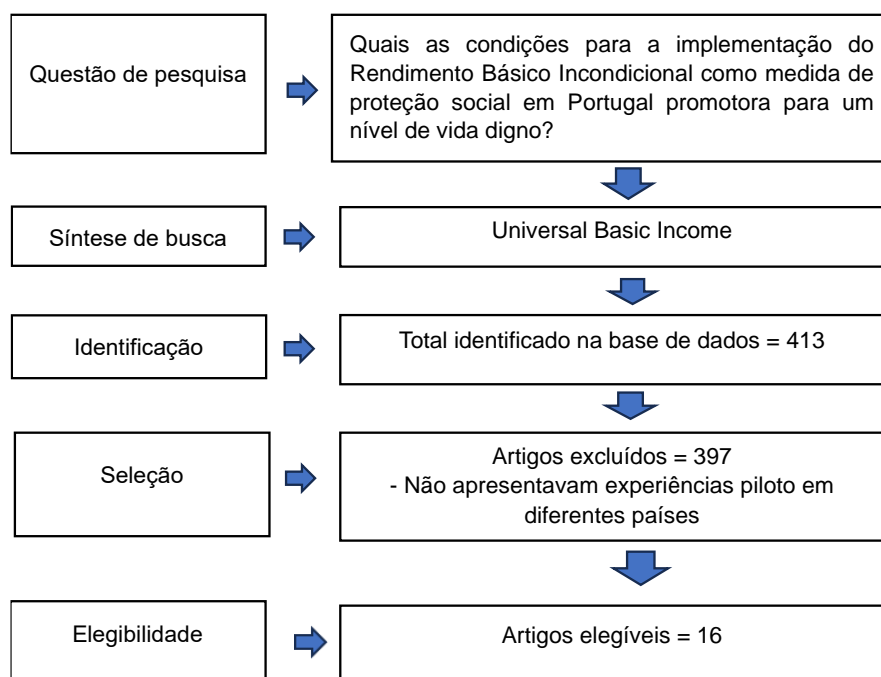 Questão de pesquisa
Quais as condições para a implementação do
Rendimento Básico Incondicional como medida de
proteção social em Portugal promotora para um
nível de vida digno?
Síntese de busca
Universal Basic Income
Identificação
Total identificado na base de dados = 413
Seleção
Artigos excluídos = 397
- Não apresentavam experiências piloto em
diferentes países
Elegibilidade
Artigos elegíveis = 16